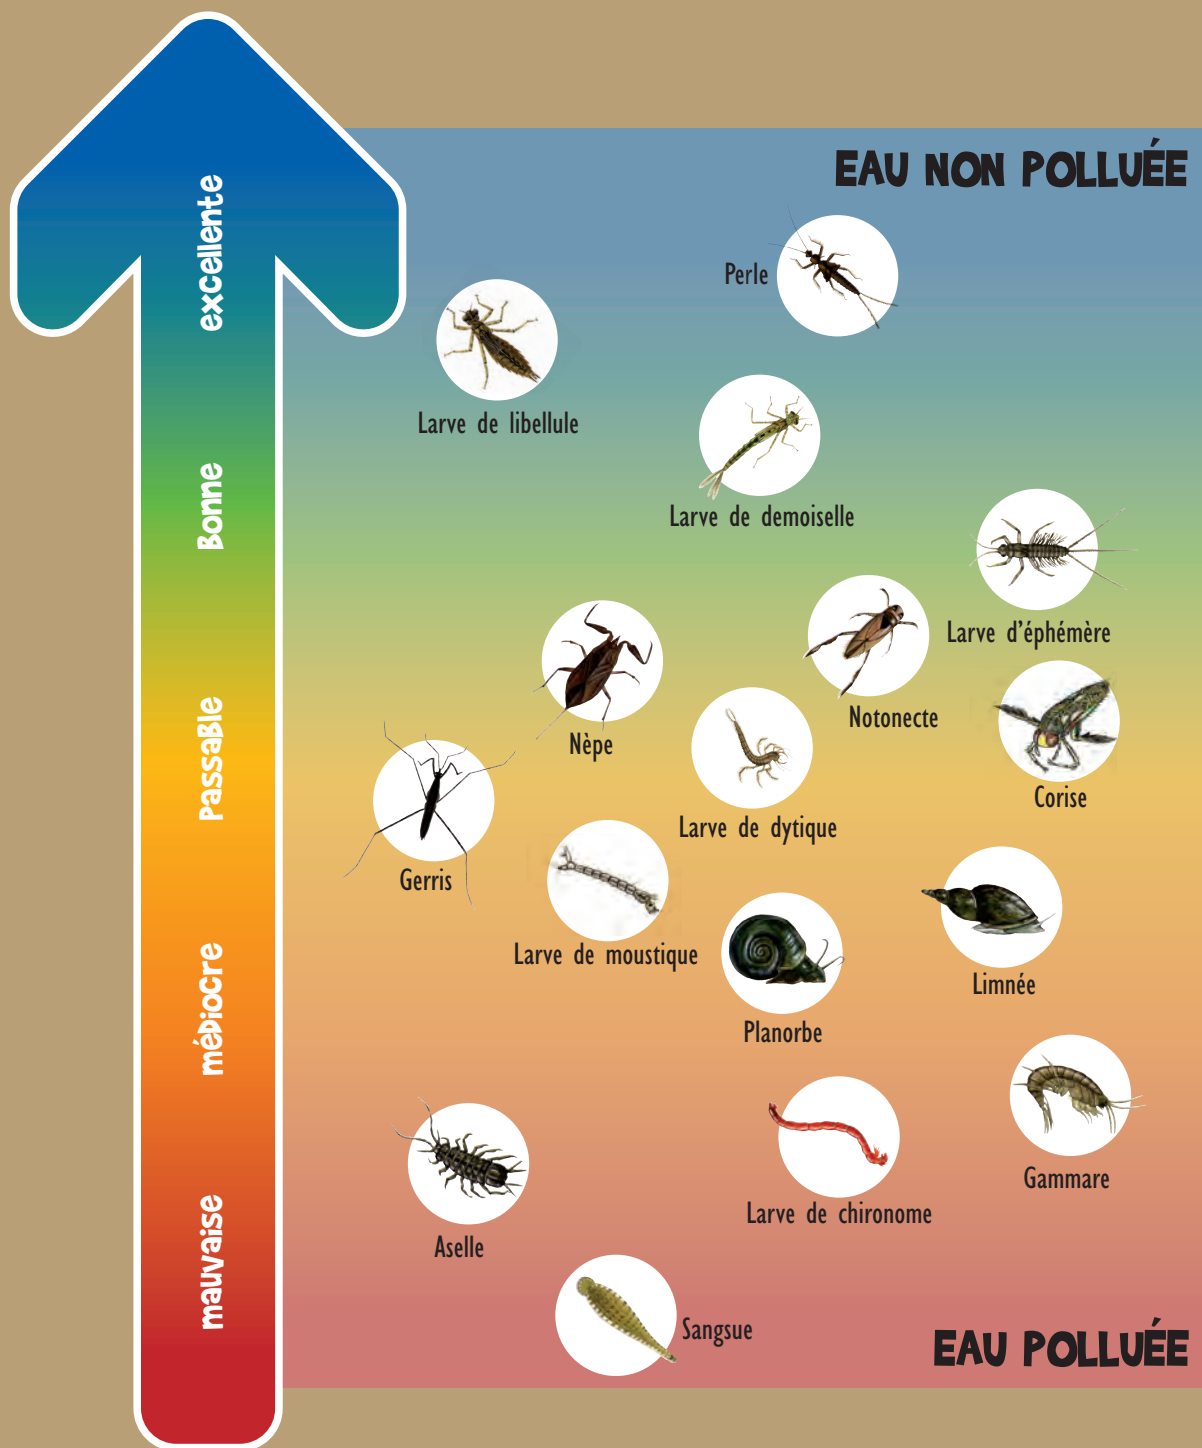 EAU NON POLLUÉE
excellente
Perle
Larve de libellule
Bonne
Larve de demoiselle
Larve d'éphémère
Notonecte
Nèpe
Passable
Corise
Larve de dytique
Gerris
Larve de moustique
Limnée
médiocre
Planorbe
Gammare
Larve de chironome
Aselle
mauvaise
Sangsue
EAU POLLUÉE